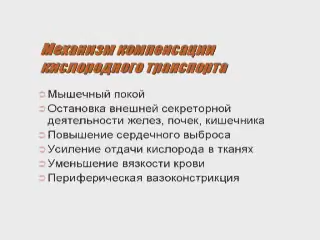 Механизм компенсации
кислородного транспорта
Мышечный покой
Остановка внешней секреторной
деятельности желез, почек, кишечника
Повышение сердечного выброса
Усиление отдачи кислорода в тканях
Уменьшение вязкости крови
Периферическая вазоконстрикция